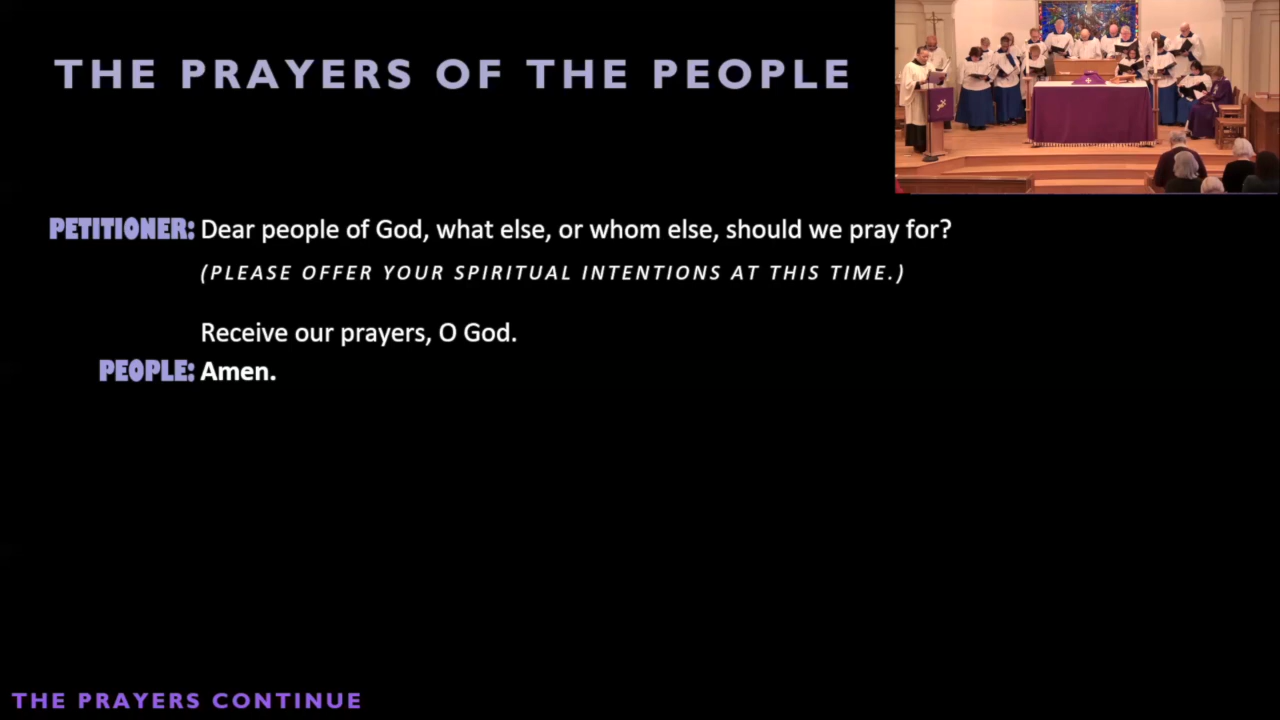 THE PRAYERS OF THE PEOPLE
PETITIONER: Dear people of God, what else, or whom else, should we pray for?
(PLEASE OFFER YOUR SPIRITUAL INTENTIONS AT THIS TIME.)
Receive our prayers, O God.
PEOPLE: Amen.
THE PRAYERS CONTINUE